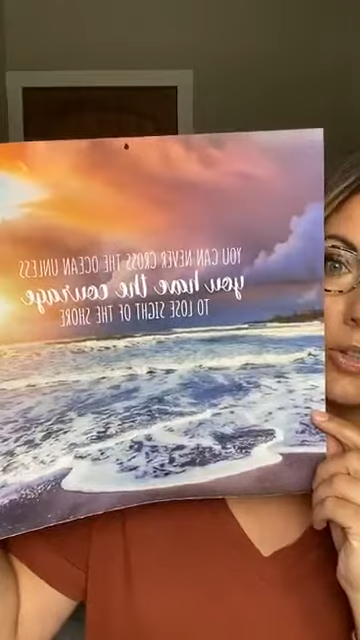 YOU CAN NEVER CROSS THE OCEAN UNLESS
you have the courage
TO LOSE SIGHT OF THE SHORE